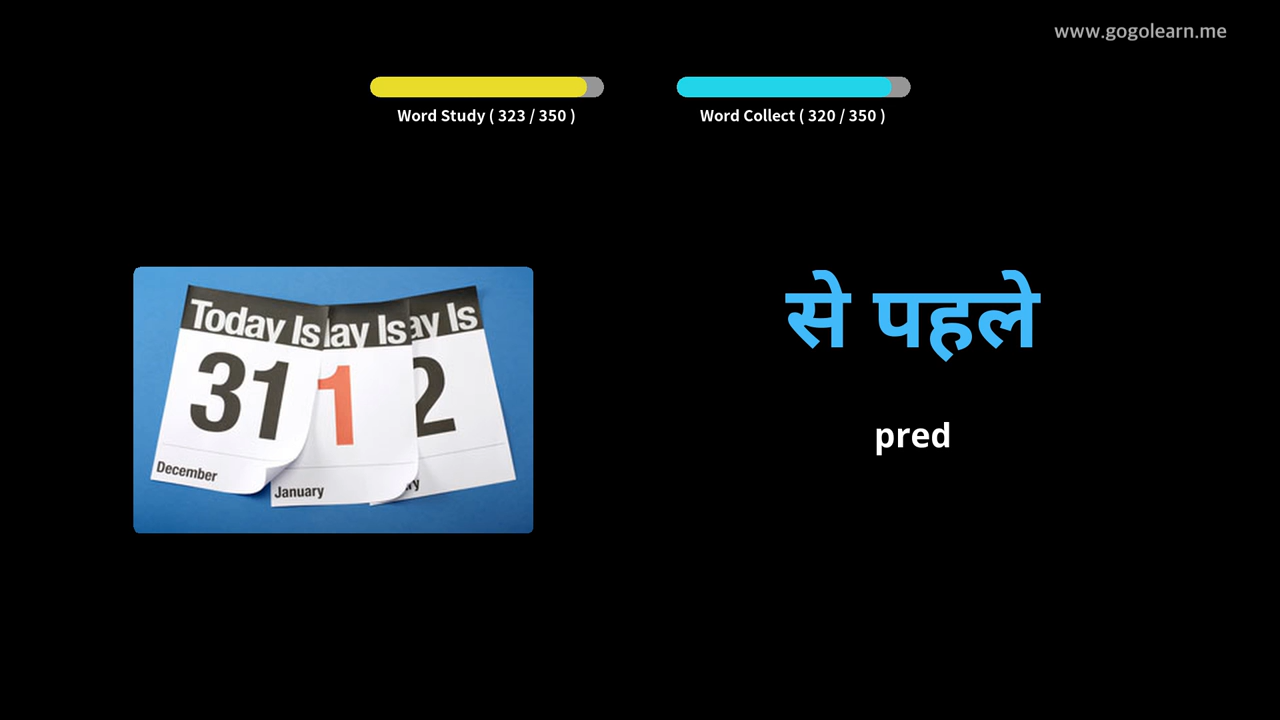 www.gogolearn.me
Word Study ( 323 / 350 )
Word Collect ( 320 / 350 )
Today Is
day Is
ay Is
31
1
2
December
January
ry
से पहले
pred